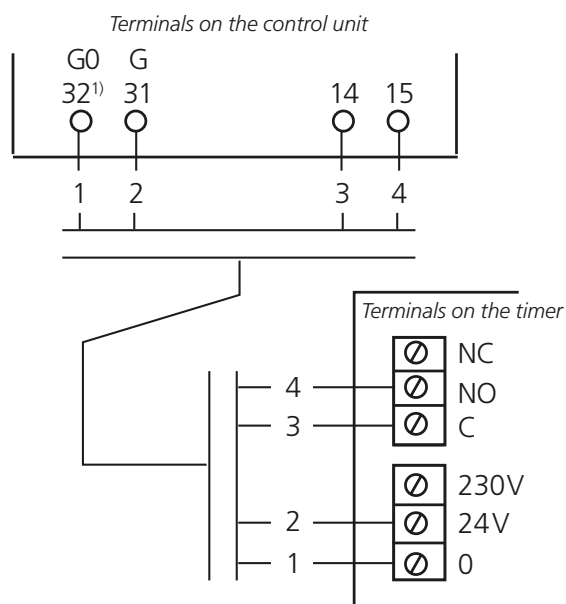 Terminals on the control unit
G0 G
32¹⁾ 31 14 15
1 2 3 4
Terminals on the timer
NC
4 NO
3 C
230V
2 24V
1 0